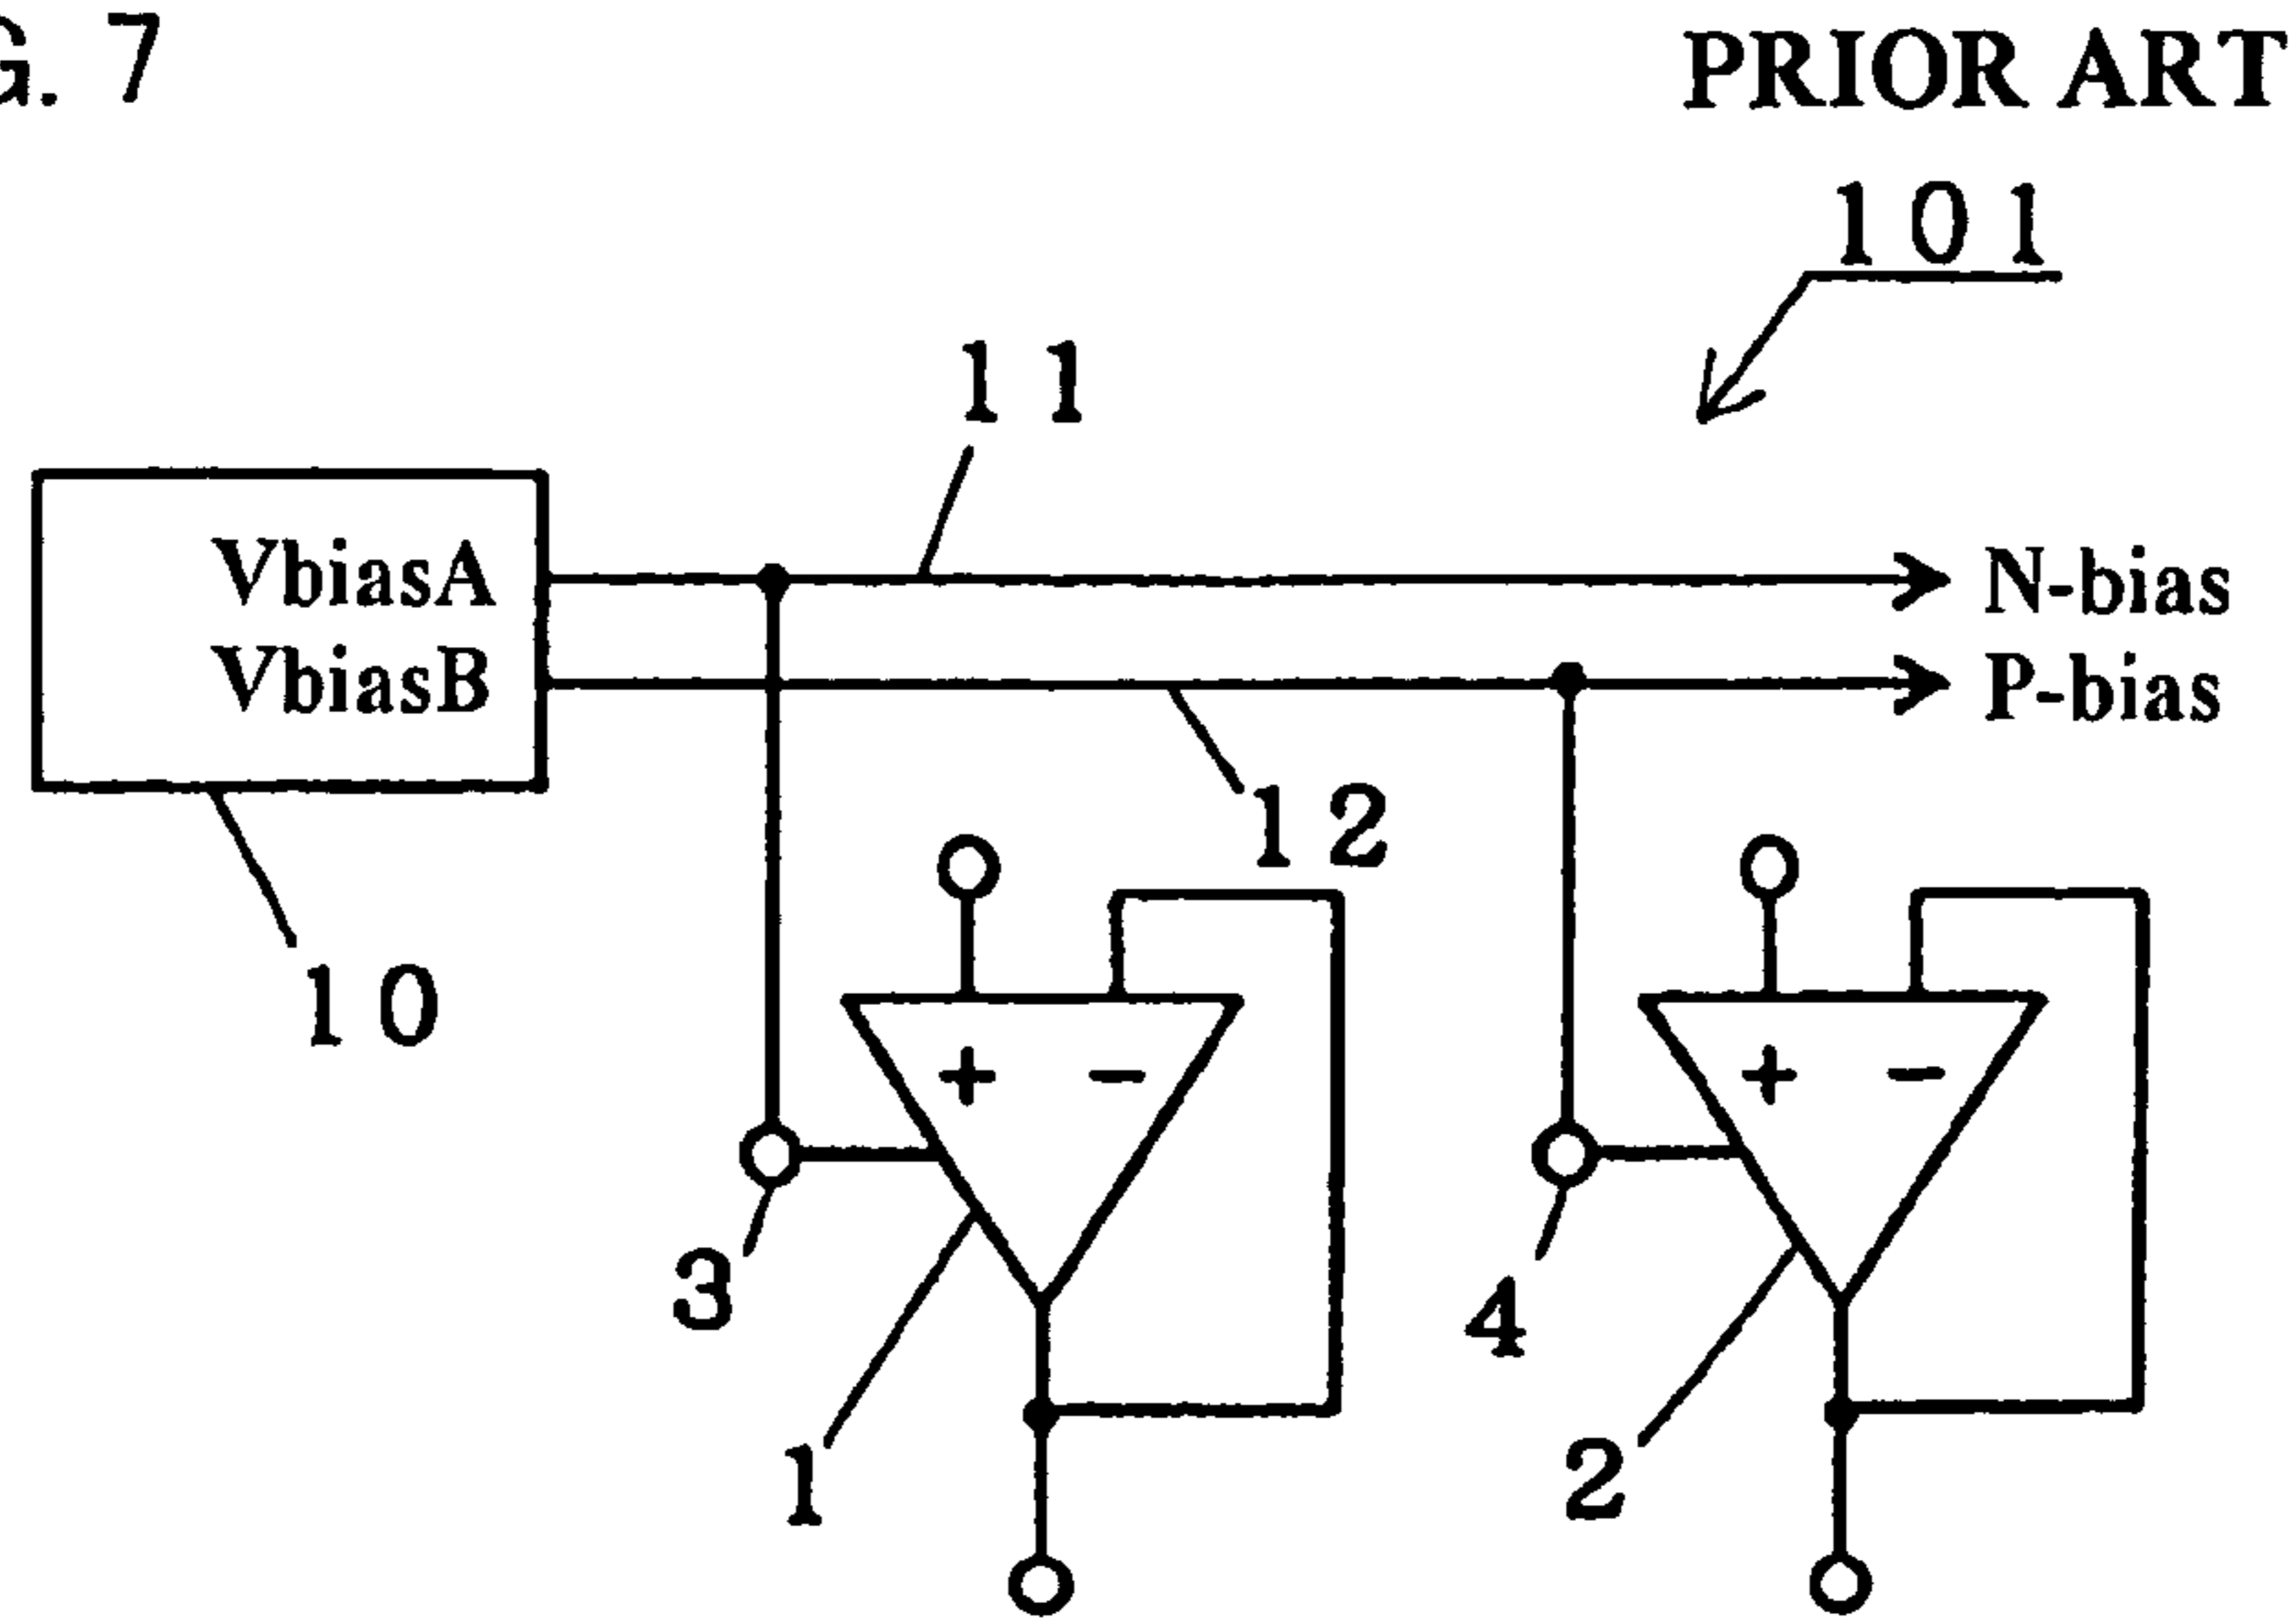 G. 7
PRIOR ART
101
11
VbiasA
N-bias
VbiasB
P-bias
12
10
+ −
+ −
3
4
1
2